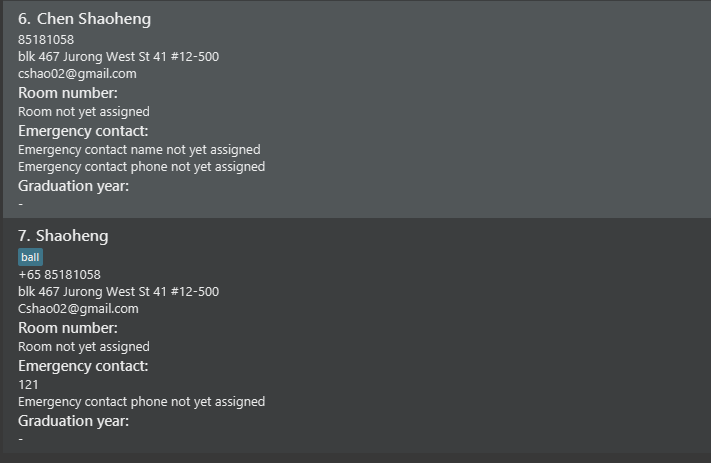 6. Chen Shaoheng
85181058
blk 467 Jurong West St 41 #12-500
cshao02@gmail.com
Room number:
Room not yet assigned
Emergency contact:
Emergency contact name not yet assigned
Emergency contact phone not yet assigned
Graduation year:
-
7. Shaoheng
ball
+65 85181058
blk 467 Jurong West St 41 #12-500
Cshao02@gmail.com
Room number:
Room not yet assigned
Emergency contact:
121
Emergency contact phone not yet assigned
Graduation year:
-